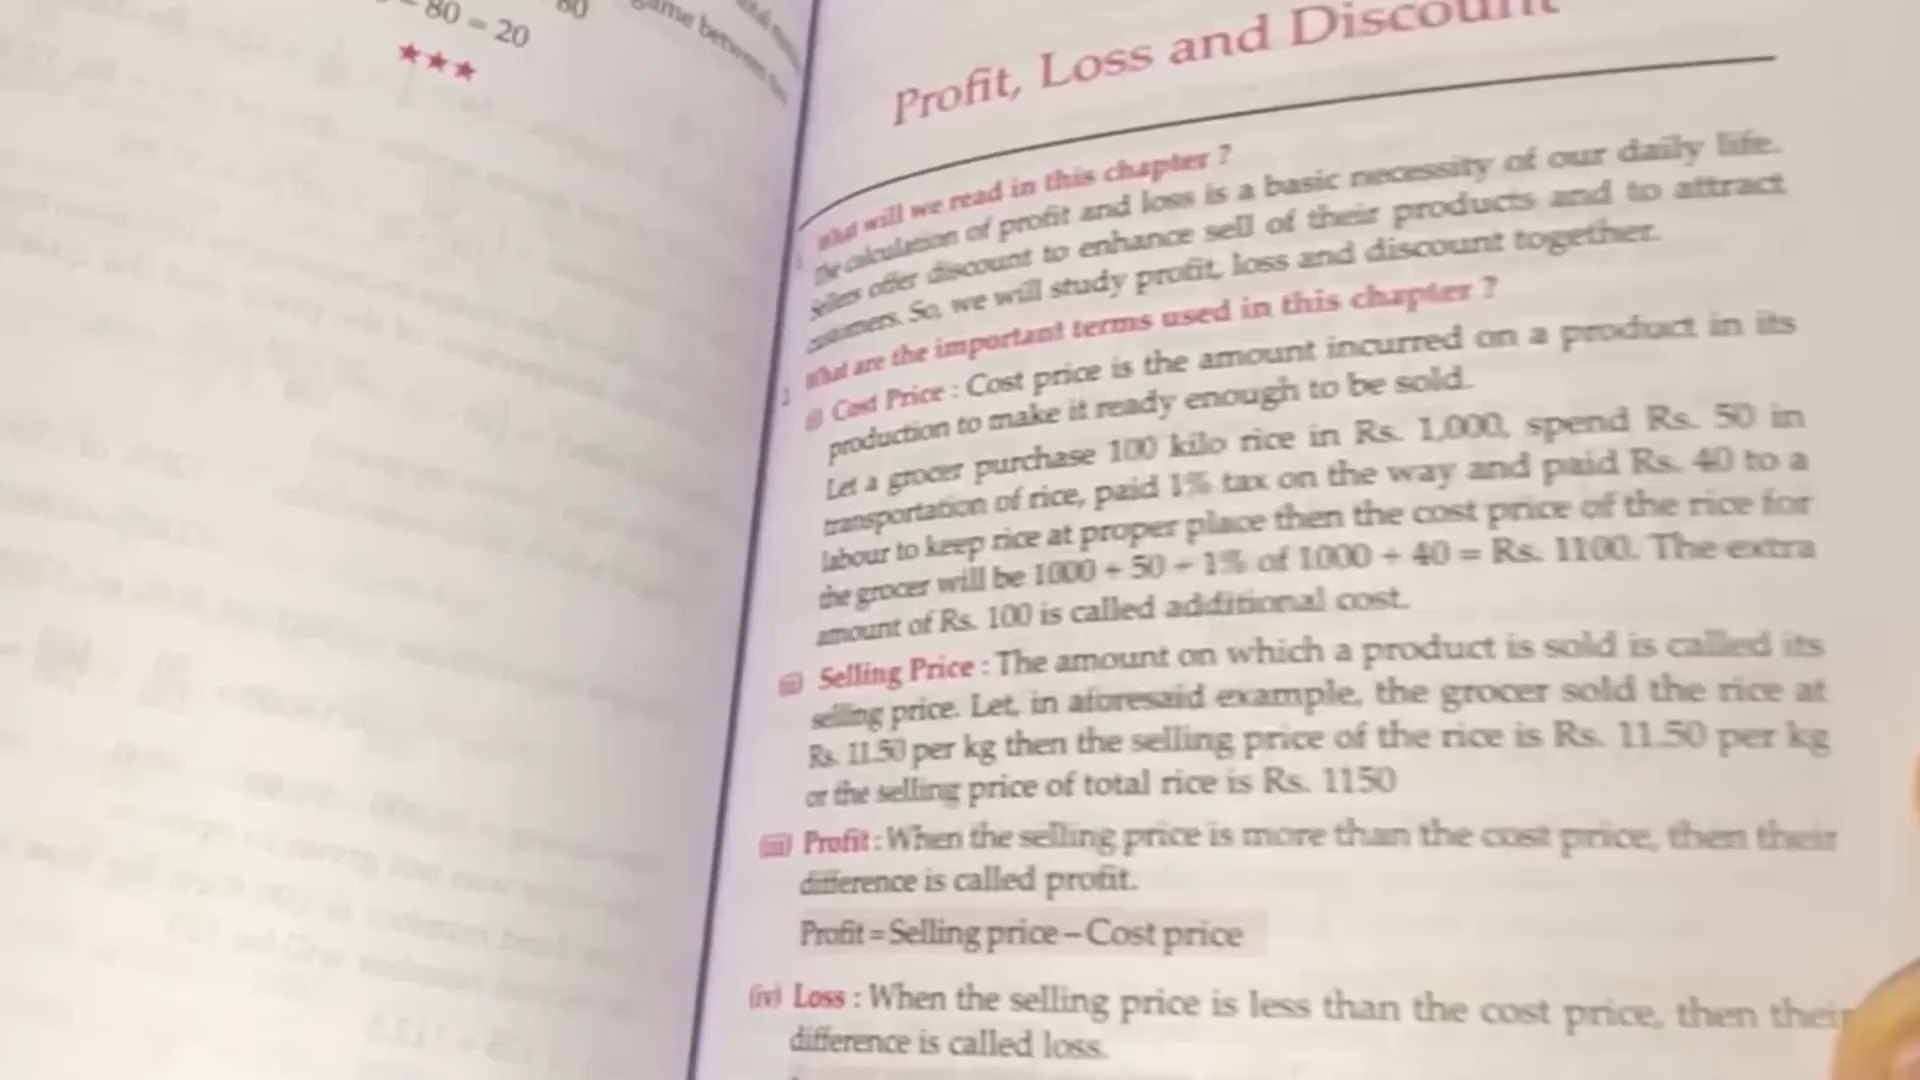 – 80 = 20
80
★★★
game between
Profit, Loss and Discount
What will we read in this chapter ?
The calculation of profit and loss is a basic necessity of our daily life.
sellers offer discount to enhance sell of their products and to attract
customers. So, we will study profit, loss and discount together.
2 What are the important terms used in this chapter ?
(i) Cost Price : Cost price is the amount incurred on a product in its
production to make it ready enough to be sold.
Let a grocer purchase 100 kilo rice in Rs. 1,000, spend Rs. 50 in
transportation of rice, paid 1% tax on the way and paid Rs. 40 to a
labour to keep rice at proper place then the cost price of the rice for
the grocer will be 1000 + 50 + 1% of 1000 + 40 = Rs. 1100. The extra
amount of Rs. 100 is called additional cost.
(ii) Selling Price : The amount on which a product is sold is called its
selling price. Let, in aforesaid example, the grocer sold the rice at
Rs. 11.50 per kg then the selling price of the rice is Rs. 11.50 per kg
or the selling price of total rice is Rs. 1150
(iii) Profit : When the selling price is more than the cost price, then their
difference is called profit.
Profit = Selling price – Cost price
(iv) Loss : When the selling price is less than the cost price, then their
difference is called loss.